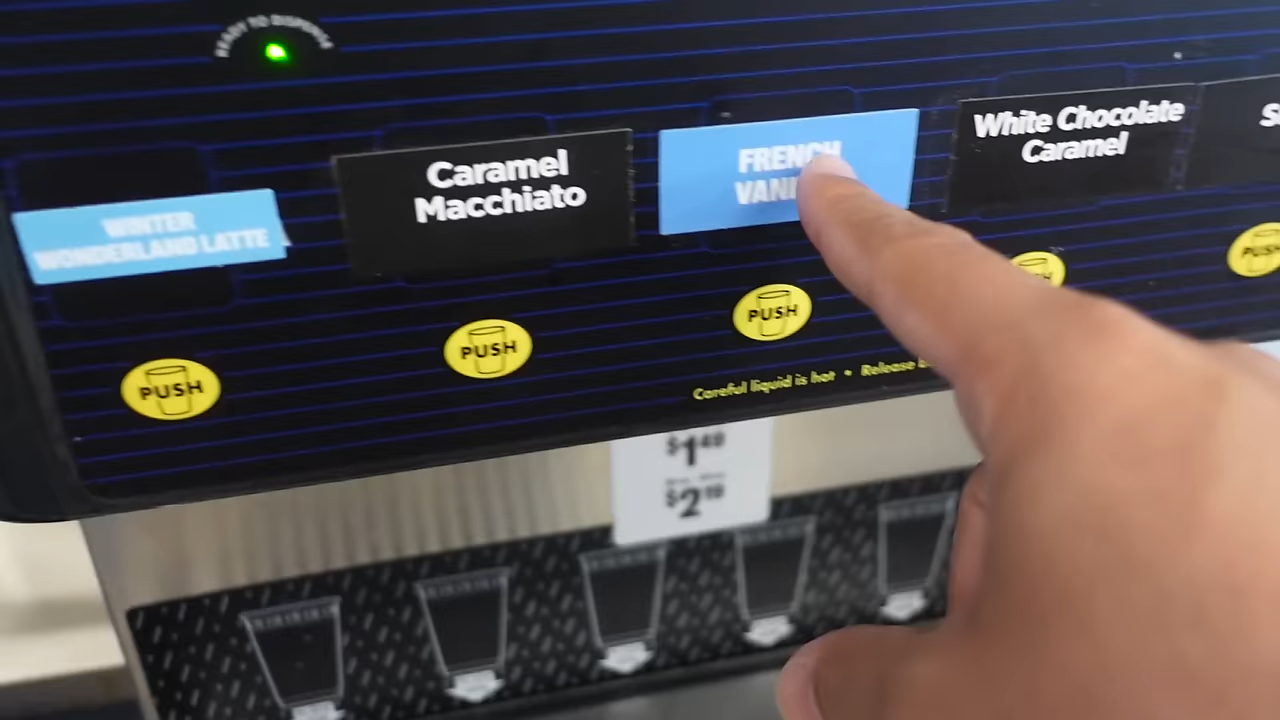 READY TO DISPENSE
WINTER
WONDERLAND LATTE
Caramel
Macchiato
FRENCH
White Chocolate
Caramel
PUSH
PUSH
PUSH
PUSH
Careful liquid is hot • Release
$1 49
$2 19